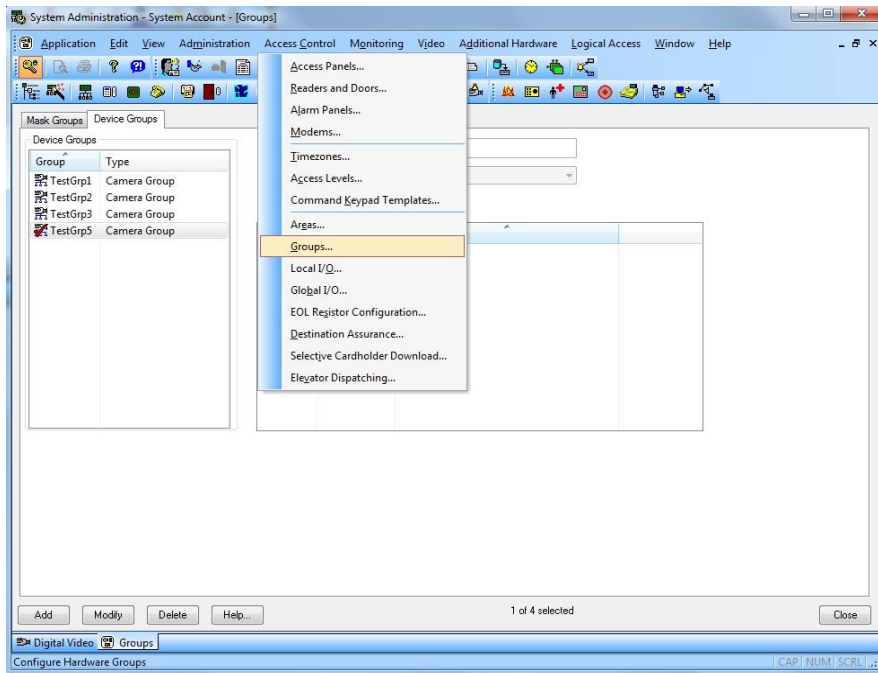 System Administration - System Account - [Groups]
Application Edit View Administration Access Control Monitoring Video Additional Hardware Logical Access Window Help
Access Panels...
Readers and Doors...
Alarm Panels...
Modems...
Timezones...
Access Levels...
Command Keypad Templates...
Areas...
Groups...
Local I/O...
Global I/O...
EOL Resistor Configuration...
Destination Assurance...
Selective Cardholder Download...
Elevator Dispatching...
Mask Groups Device Groups
Device Groups
Group Type
TestGrp1 Camera Group
TestGrp2 Camera Group
TestGrp3 Camera Group
TestGrp5 Camera Group
Add Modify Delete Help... 1 of 4 selected Close
Digital Video Groups
Configure Hardware Groups CAP NUM SCRL